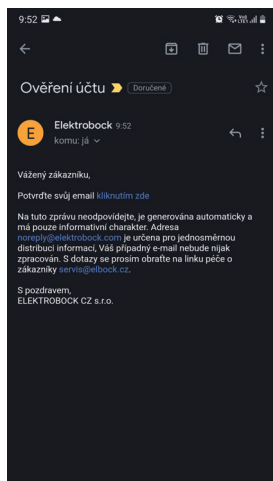 9:52
Ověření účtu
Doručené
E
Elektrobock 9:52
komu: já
Vážený zákazníku,
Potvrďte svůj email kliknutím zde
Na tuto zprávu neodpovídejte, je generována automaticky a
má pouze informativní charakter. Adresa
noreply@elektrobock.com je určena pro jednosměrnou
distribuci informací, Váš případný e-mail nebude nijak
zpracován. S dotazy se prosím obraťte na linku péče o
zákazníky servis@elbock.cz.
S pozdravem,
ELEKTROBOCK CZ s.r.o.